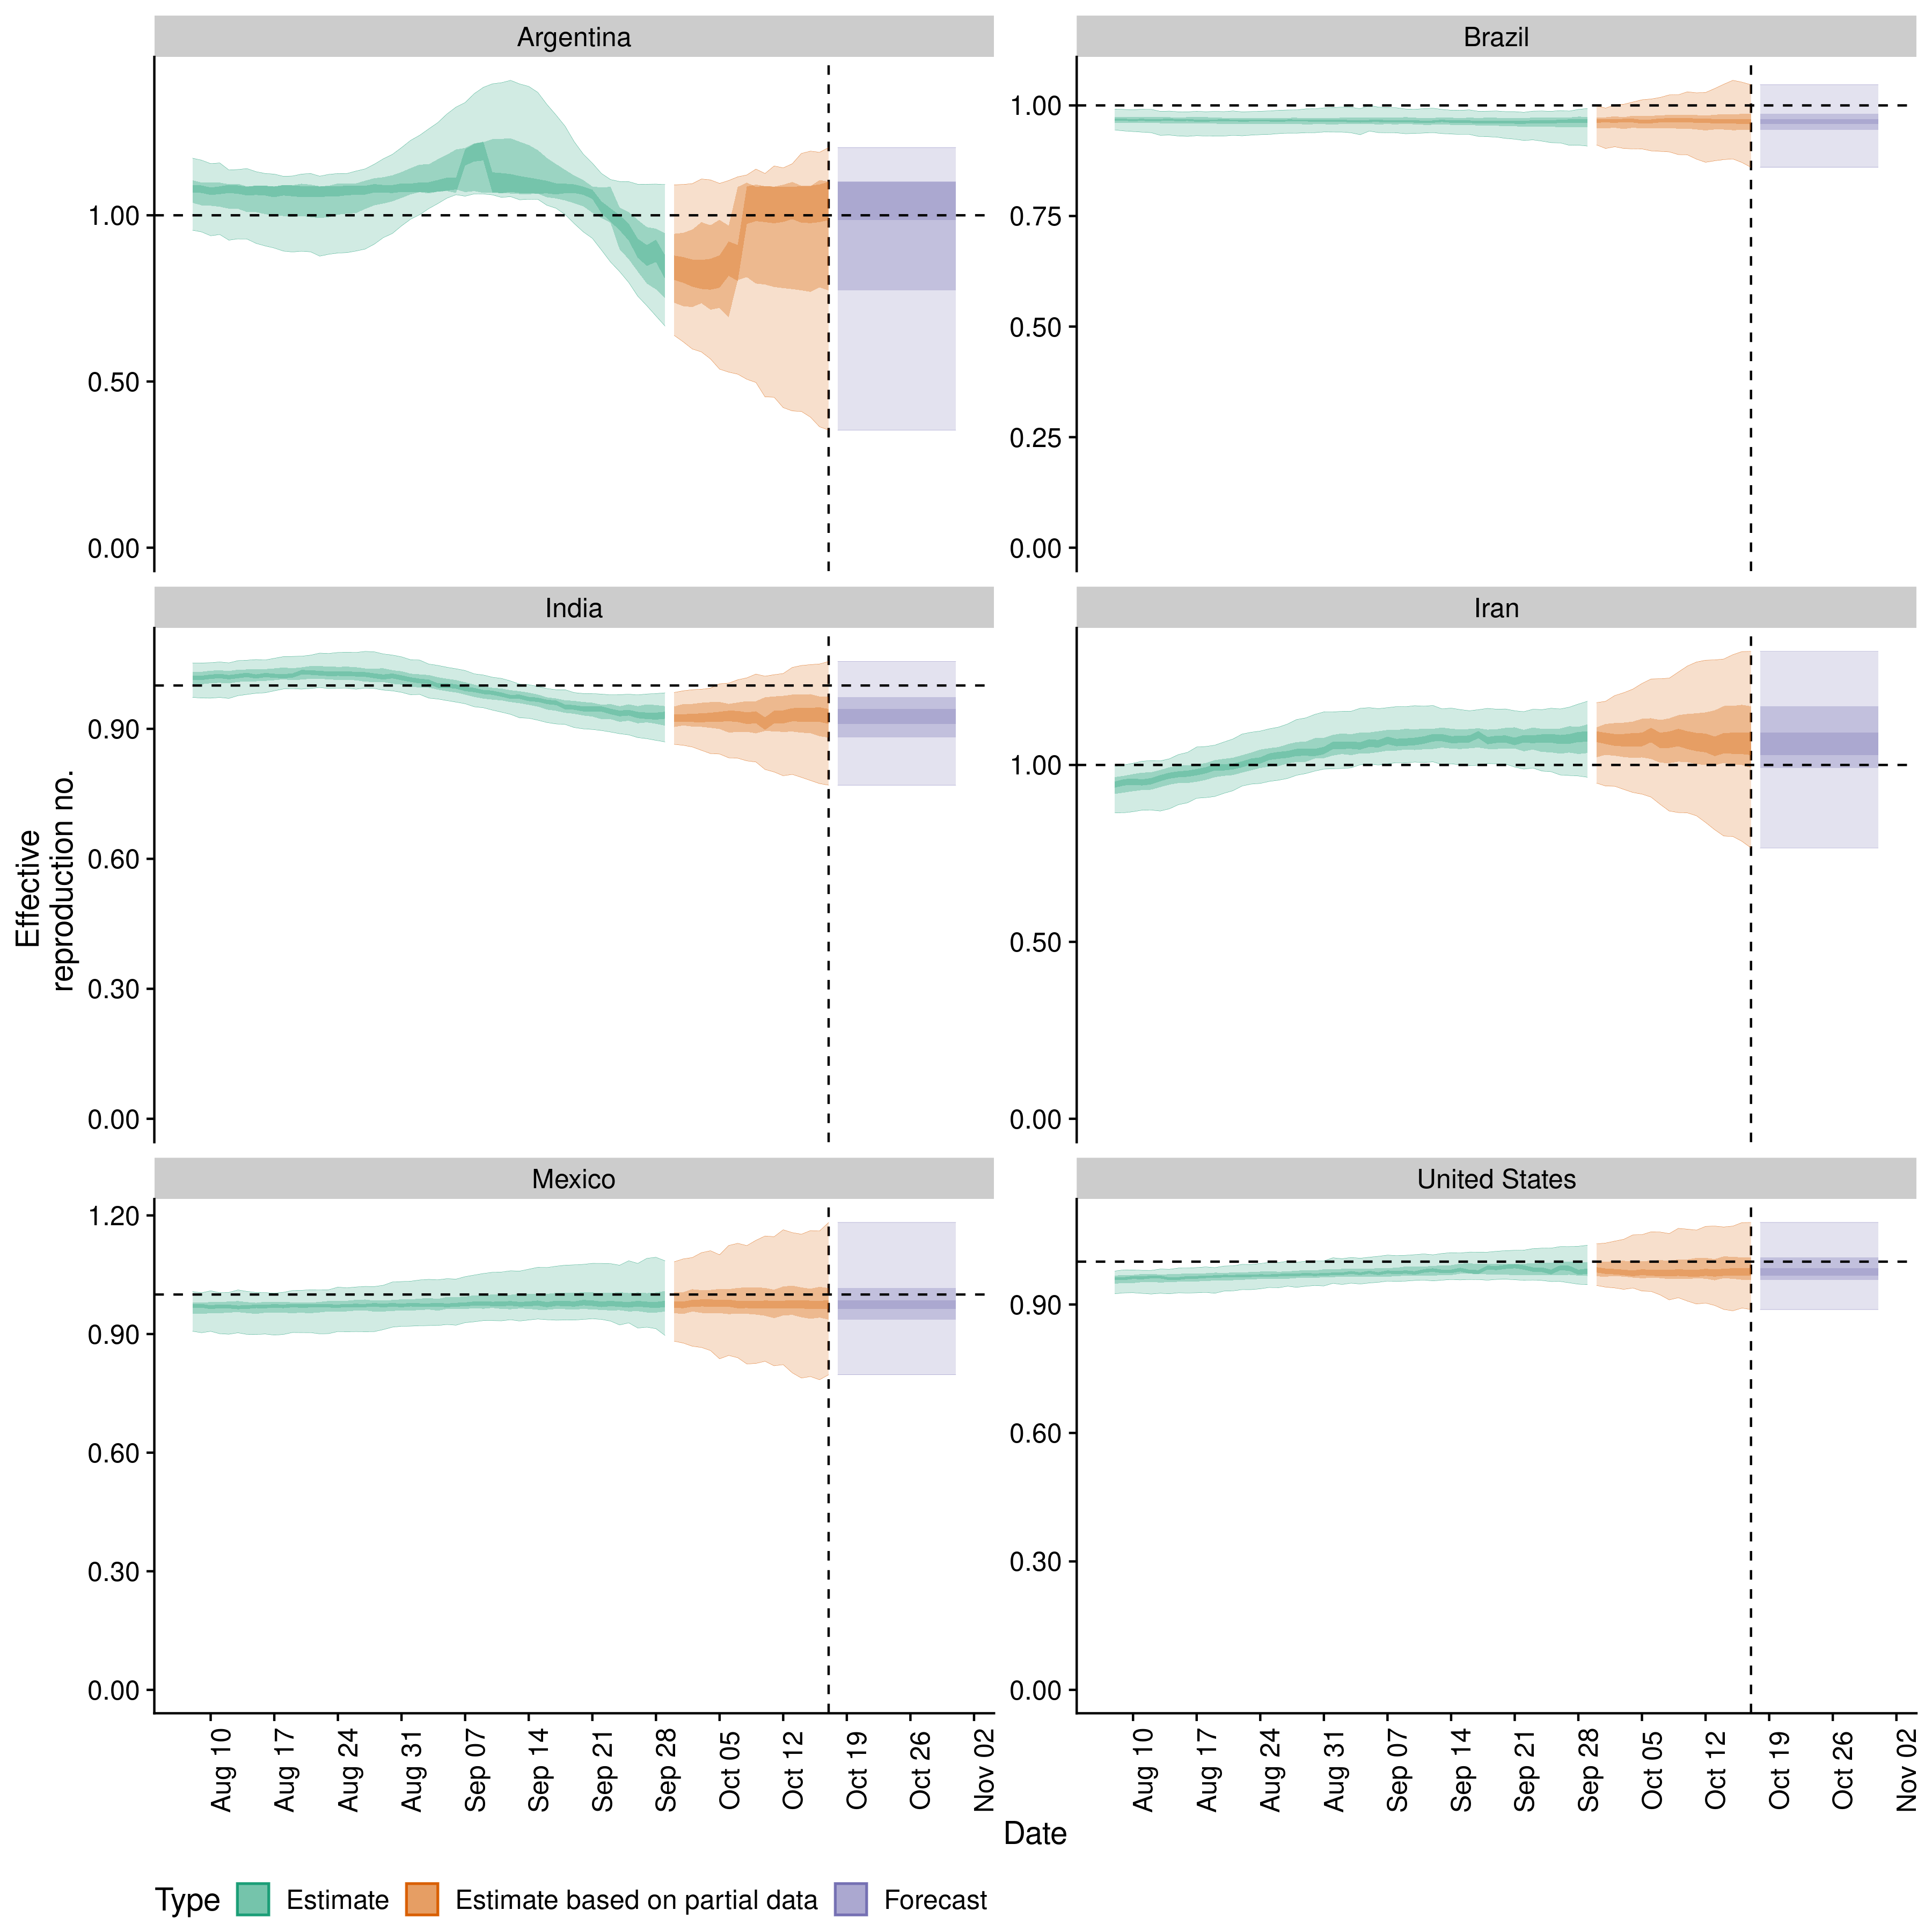 Argentina
Brazil
1.00
0.50
0.00
1.00
0.75
0.50
0.25
0.00
India
Iran
0.90
0.60
0.30
0.00
1.00
0.50
0.00
Mexico
United States
1.20
0.90
0.60
0.30
0.00
0.90
0.60
0.30
0.00
Effective
reproduction no.
Aug 10
Aug 17
Aug 24
Aug 31
Sep 07
Sep 14
Sep 21
Sep 28
Oct 05
Oct 12
Oct 19
Oct 26
Nov 02
Aug 10
Aug 17
Aug 24
Aug 31
Sep 07
Sep 14
Sep 21
Sep 28
Oct 05
Oct 12
Oct 19
Oct 26
Nov 02
Date
Type Estimate Estimate based on partial data Forecast